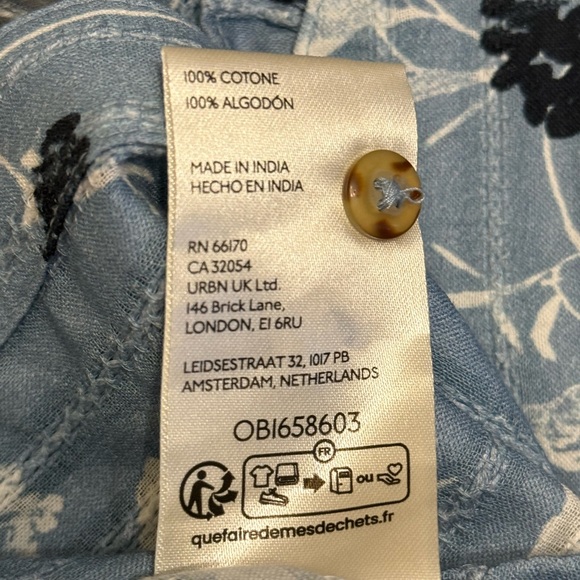 100% COTONE
100% ALGODÓN
MADE IN INDIA
HECHO EN INDIA
RN 66170
CA 32054
URBN UK Ltd.
146 Brick Lane,
LONDON, E1 6RU
LEIDSESTRAAT 32, 1017 PB
AMSTERDAM, NETHERLANDS
OB1658603
FR
ou
quefairedemesdechets.fr